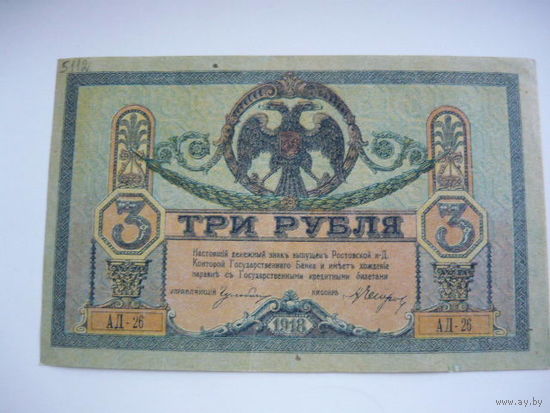 3 ТРИ РУБЛЯ 3
Настоящій денежный знакъ выпущенъ Ростовской н-Д.
Конторой Государственнаго Банка и имѣетъ хожденіе
наравнѣ съ Государственными кредитными билетами
УПРАВЛЯЮЩІЙ КАССИРЪ
АД-26 1918 АД-26
www.ay.by